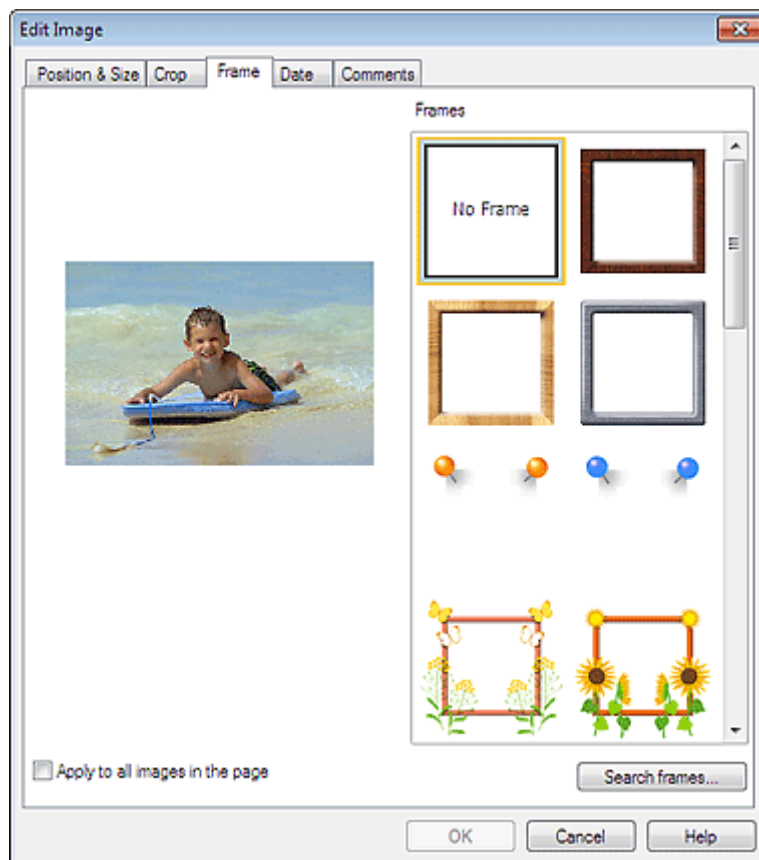 Edit Image
Position & Size Crop Frame Date Comments
Frames
No Frame
Apply to all images in the page
Search frames...
OK Cancel Help